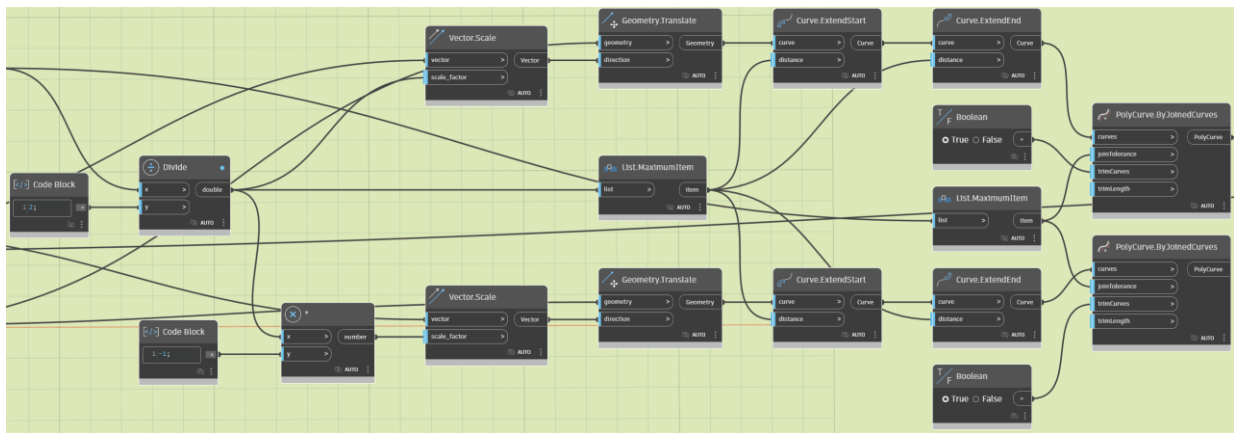 Code Block
1 2;
>
Divide
x >
double
y >
AUTO
Code Block
1 -1;
>
*
x >
number
y >
AUTO
Vector.Scale
vector >
Vector
scale_factor >
AUTO
Geometry.Translate
geometry >
Geometry
direction >
AUTO
Curve.ExtendStart
curve >
Curve
distance >
AUTO
Curve.ExtendEnd
curve >
Curve
distance >
AUTO
List.MaximumItem
list >
item
AUTO
T/F Boolean
True False >
List.MaximumItem
list >
item
AUTO
PolyCurve.ByJoinedCurves
curves >
PolyCurve
joinTolerance >
trimCurves >
trimLength >
AUTO
Vector.Scale
vector >
Vector
scale_factor >
AUTO
Geometry.Translate
geometry >
Geometry
direction >
AUTO
Curve.ExtendStart
curve >
Curve
distance >
AUTO
Curve.ExtendEnd
curve >
Curve
distance >
AUTO
PolyCurve.ByJoinedCurves
curves >
PolyCurve
joinTolerance >
trimCurves >
trimLength >
AUTO
T/F Boolean
True False >